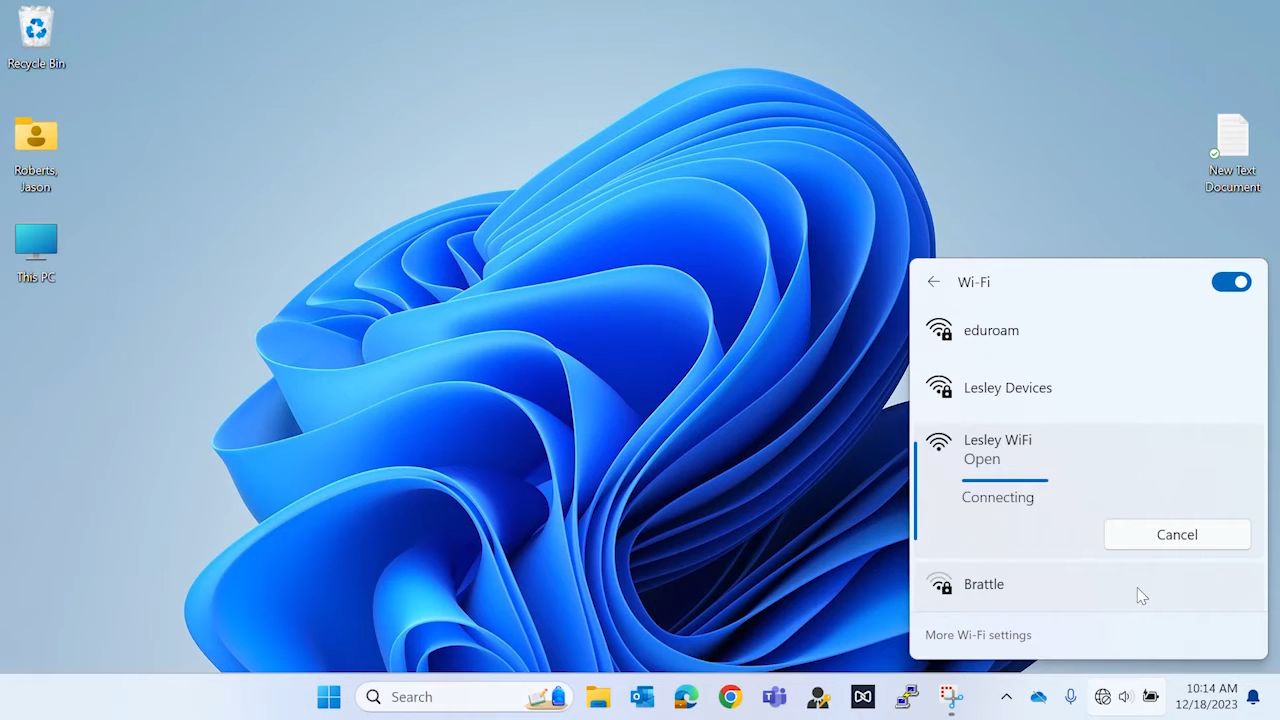 Recycle Bin
Roberts,
Jason
This PC
New Text
Document
Wi-Fi
eduroam
Lesley Devices
Lesley WiFi
Open
Connecting
Cancel
Brattle
More Wi-Fi settings
Search
10:14 AM
12/18/2023